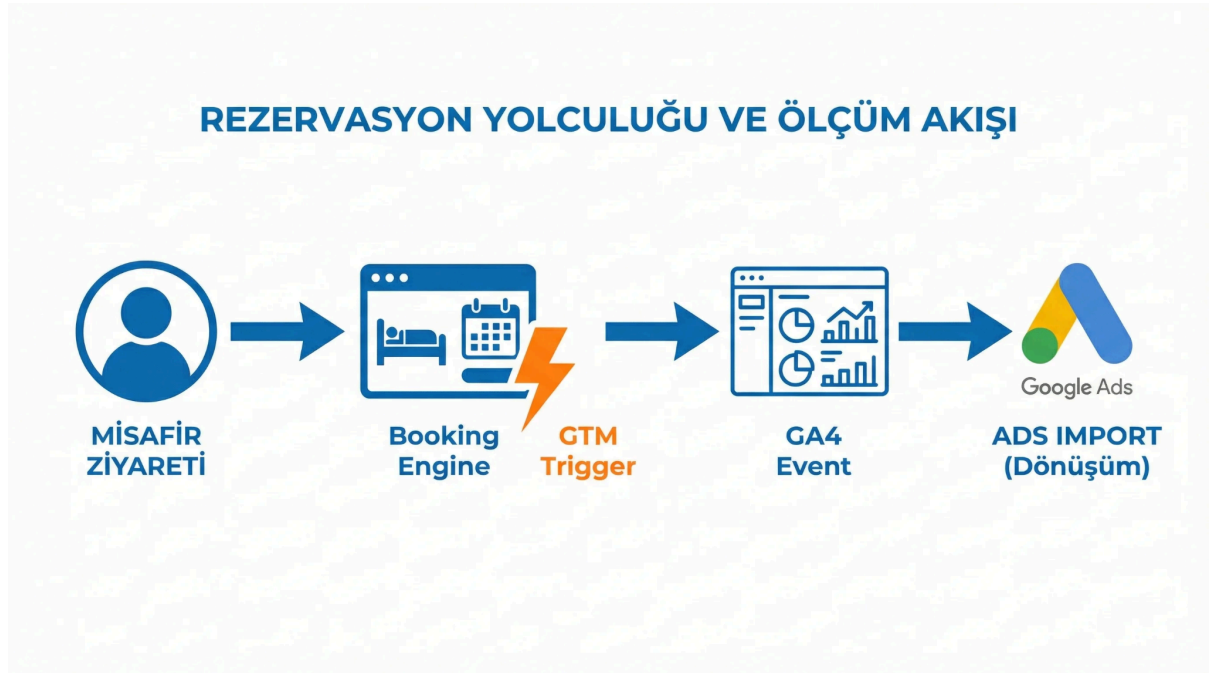 REZERVASYON YOLCULUĞU VE ÖLÇÜM AKIŞI
Google Ads
MİSAFİR
ZİYARETİ
Booking
Engine
GTM
Trigger
GA4
Event
ADS IMPORT
(Dönüşüm)